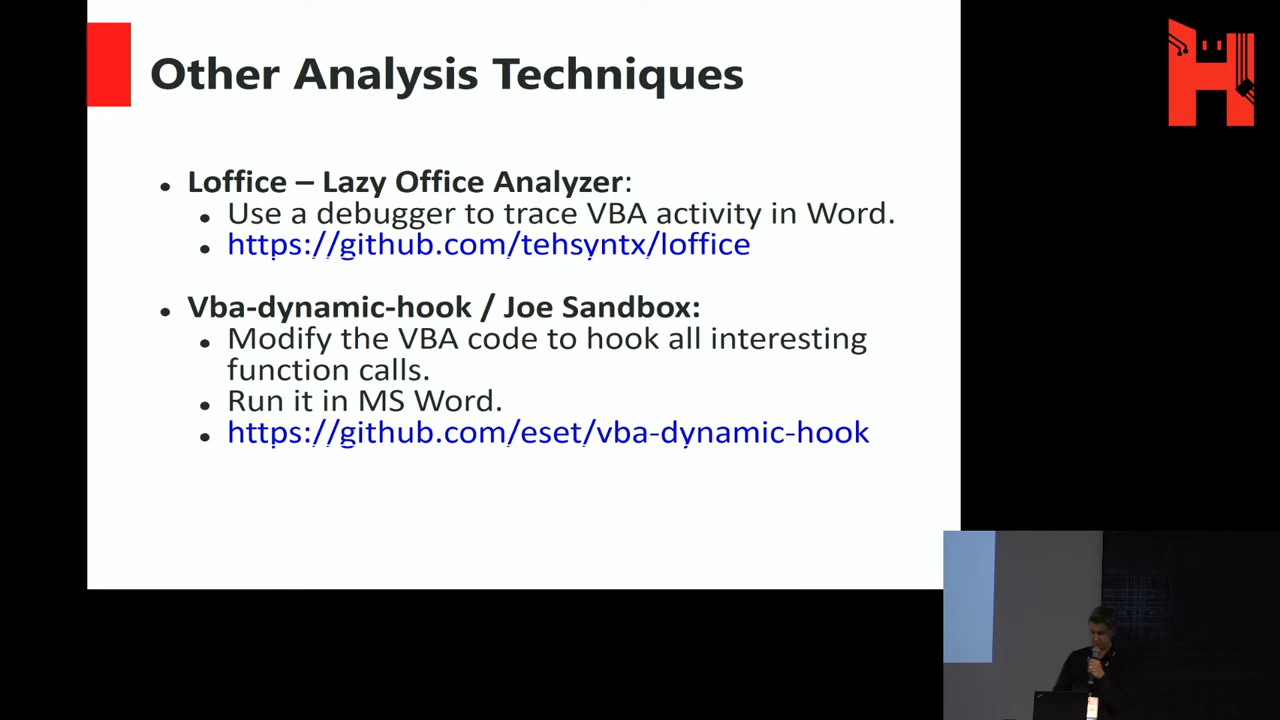 Other Analysis Techniques
Loffice – Lazy Office Analyzer:
Use a debugger to trace VBA activity in Word.
https://github.com/tehsyntx/loffice
Vba-dynamic-hook / Joe Sandbox:
Modify the VBA code to hook all interesting
function calls.
Run it in MS Word.
https://github.com/eset/vba-dynamic-hook